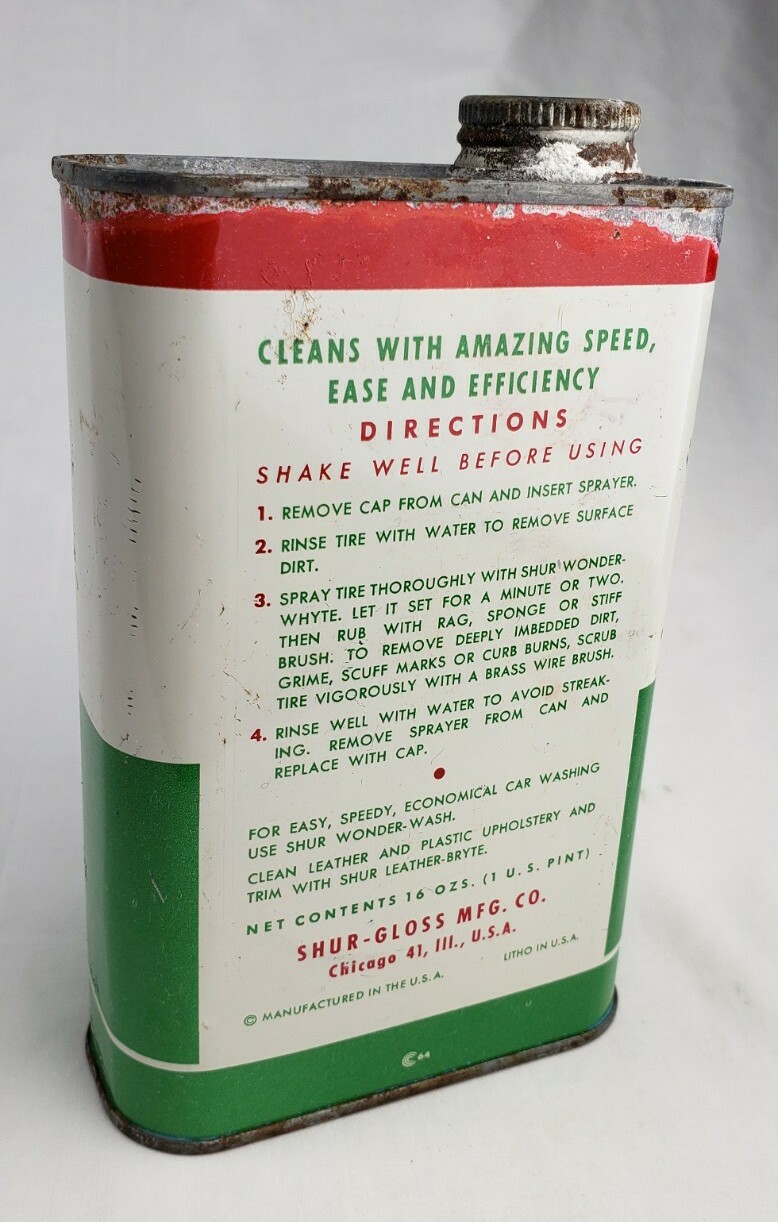 CLEANS WITH AMAZING SPEED,
EASE AND EFFICIENCY
DIRECTIONS
SHAKE WELL BEFORE USING
1. REMOVE CAP FROM CAN AND INSERT SPRAYER.
2. RINSE TIRE WITH WATER TO REMOVE SURFACE
DIRT.
3. SPRAY TIRE THOROUGHLY WITH SHUR WONDER-
WHYTE. LET IT SET FOR A MINUTE OR TWO.
THEN RUB WITH RAG, SPONGE OR STIFF
BRUSH. TO REMOVE DEEPLY IMBEDDED DIRT,
GRIME, SCUFF MARKS OR CURB BURNS, SCRUB
TIRE VIGOROUSLY WITH A BRASS WIRE BRUSH.
4. RINSE WELL WITH WATER TO AVOID STREAK-
ING. REMOVE SPRAYER FROM CAN AND
REPLACE WITH CAP.
FOR EASY, SPEEDY, ECONOMICAL CAR WASHING
USE SHUR WONDER-WASH.
CLEAN LEATHER AND PLASTIC UPHOLSTERY AND
TRIM WITH SHUR LEATHER-BRYTE.
NET CONTENTS 16 OZS. (1 U. S. PINT)
SHUR-GLOSS MFG. CO.
Chicago 41, Ill., U.S.A.
LITHO IN U.S.A.
© MANUFACTURED IN THE U.S.A.
64